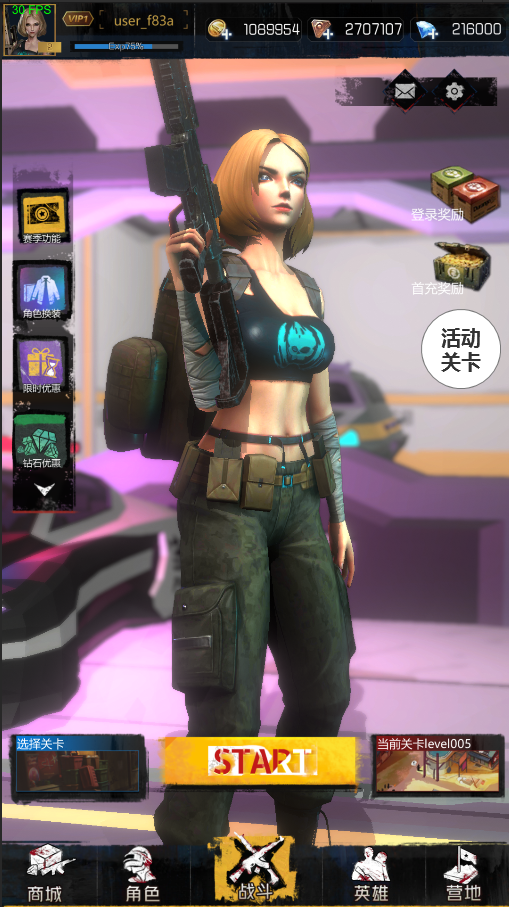 30 FPS
VIP1
user_f83a
1089954
2707107
216000
Exp75%
赛季功能
登录奖励
角色换装
首充奖励
活动
关卡
限时优惠
钻石优惠
选择关卡
START
当前关卡level005
商城
角色
战斗
英雄
营地